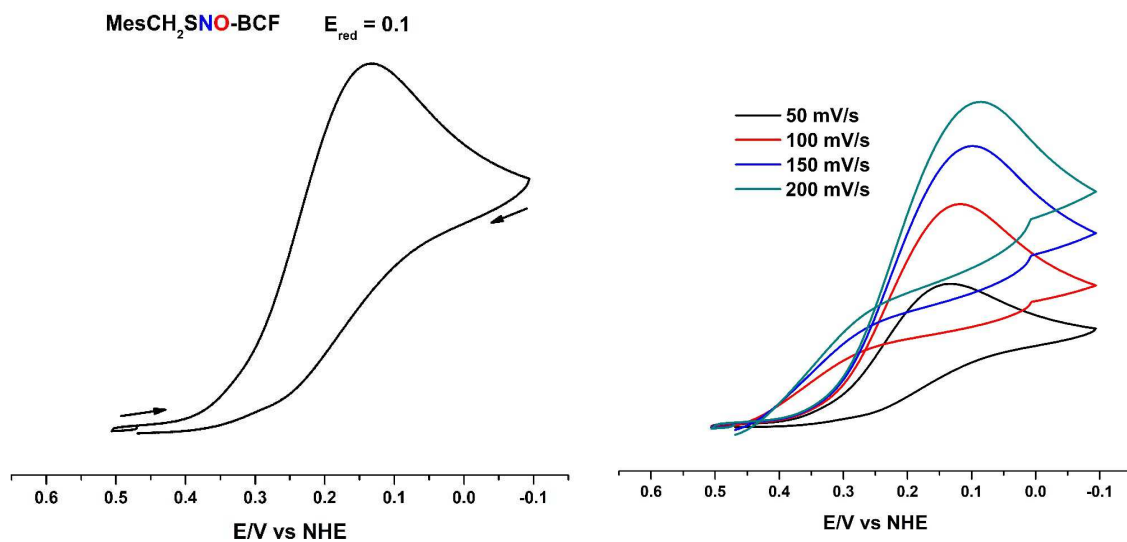 MesCH₂SNO-BCF E_red = 0.1
0.6 0.5 0.4 0.3 0.2 0.1 0.0 -0.1
E/V vs NHE
50 mV/s
100 mV/s
150 mV/s
200 mV/s
0.6 0.5 0.4 0.3 0.2 0.1 0.0 -0.1
E/V vs NHE